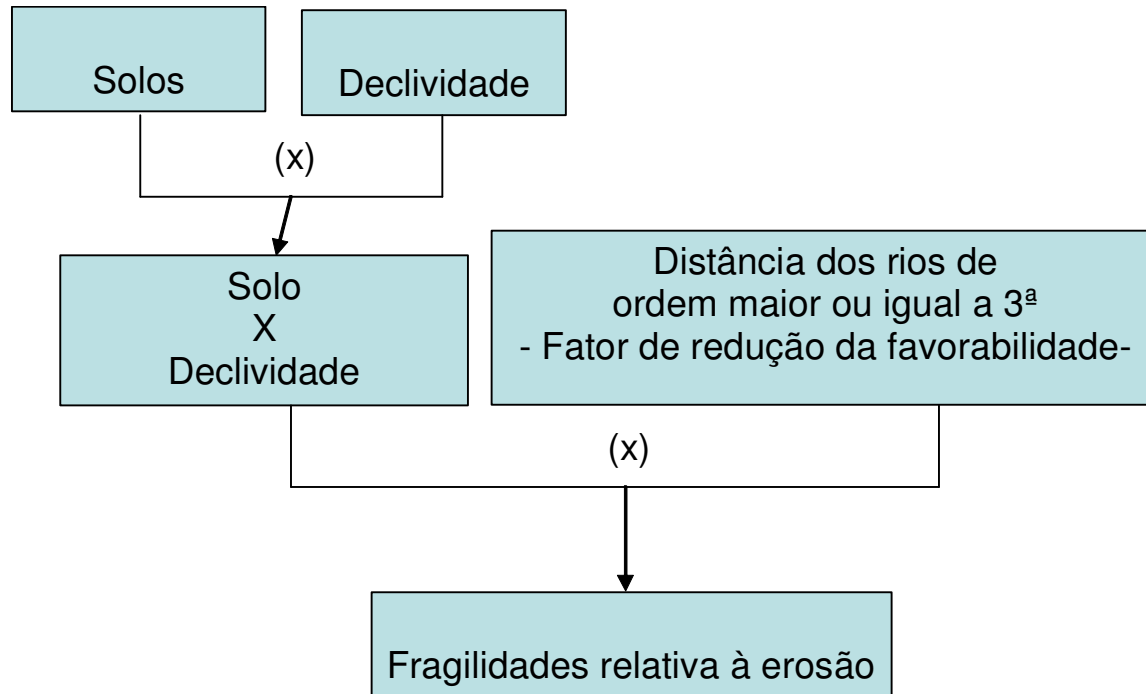 Solos
Declividade
(x)
Solo
X
Declividade
Distância dos rios de
ordem maior ou igual a 3ª
- Fator de redução da favorabilidade-
(x)
Fragilidades relativa à erosão